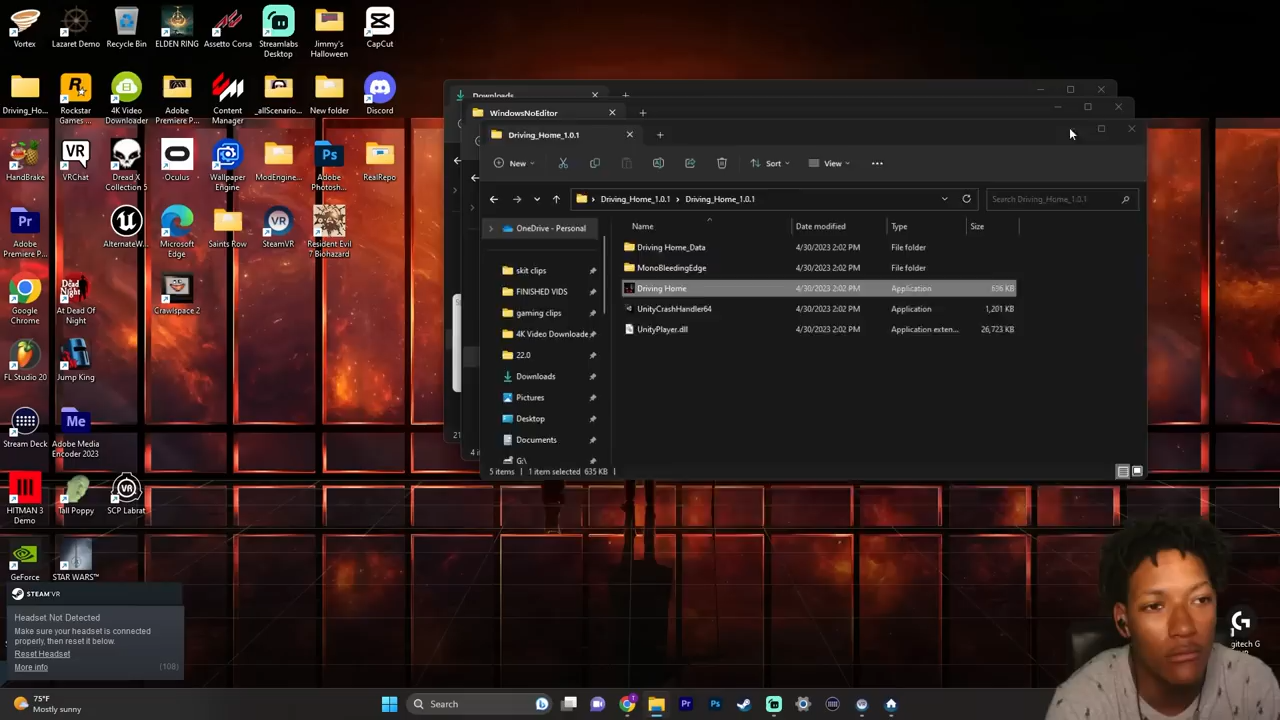 Vortex
Lazaret Demo
Recycle Bin
ELDEN RING
Assetto Corsa
Streamlabs
Desktop
Jimmy's
Halloween
CapCut
Driving_Ho...
Rockstar
Games ...
4K Video
Downloader
Adobe
Premiere P...
Content
Manager
_allScenario...
New folder
Discord
HandBrake
VRChat
Dread X
Collection 5
Oculus
Wallpaper
Engine
ModEngine...
Adobe
Photosh...
RealRepo
Adobe
Premiere P...
AlternateW...
Microsoft
Edge
Saints Row
SteamVR
Resident Evil
7 Biohazard
Google
Chrome
At Dead Of
Night
Crawlspace 2
FL Studio 20
Jump King
Stream Deck
Adobe Media
Encoder 2023
HITMAN 3
Demo
Tall Poppy
SCP Labrat
GeForce
STAR WARS™
STEAMVR
Headset Not Detected
Make sure your headset is connected
properly, then reset it below.
Reset Headset
More info
(108)
Downloads
WindowsNoEditor
Driving_Home_1.0.1
New
Sort
View
Driving_Home_1.0.1 > Driving_Home_1.0.1
Search Driving_Home_1.0.1
OneDrive - Personal
skit clips
FINISHED VIDS
gaming clips
4K Video Downloade
22.0
Downloads
Pictures
Desktop
Documents
G:\
Name Date modified Type Size
Driving Home_Data 4/30/2023 2:02 PM File folder
MonoBleedingEdge 4/30/2023 2:02 PM File folder
Driving Home 4/30/2023 2:02 PM Application 636 KB
UnityCrashHandler64 4/30/2023 2:02 PM Application 1,201 KB
UnityPlayer.dll 4/30/2023 2:02 PM Application exten... 26,723 KB
5 items 1 item selected 635 KB
75°F
Mostly sunny
Search